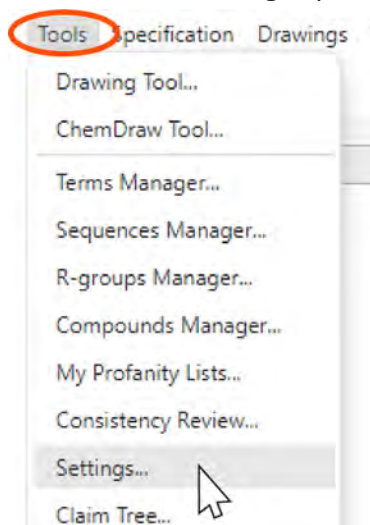 Tools Specification Drawings
Drawing Tool...
ChemDraw Tool...
Terms Manager...
Sequences Manager...
R-groups Manager...
Compounds Manager...
My Profanity Lists...
Consistency Review...
Settings...
Claim Tree...